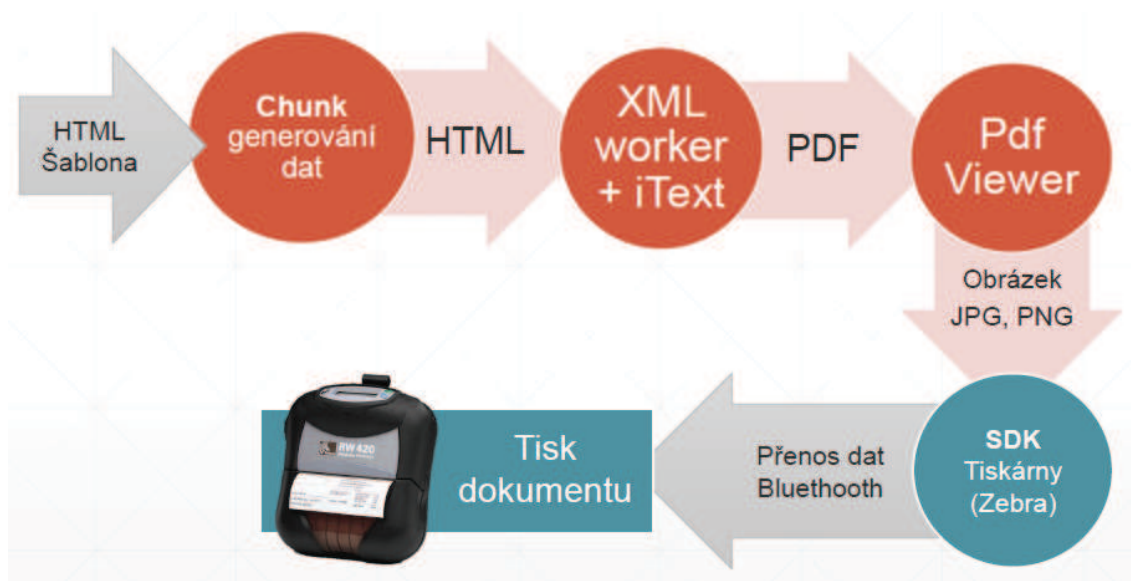 HTML
Šablona
Chunk
generování
dat
HTML
XML
worker
+ iText
PDF
Pdf
Viewer
Obrázek
JPG, PNG
SDK
Tiskárny
(Zebra)
Přenos dat
Bluethooth
Tisk
dokumentu
RW 420